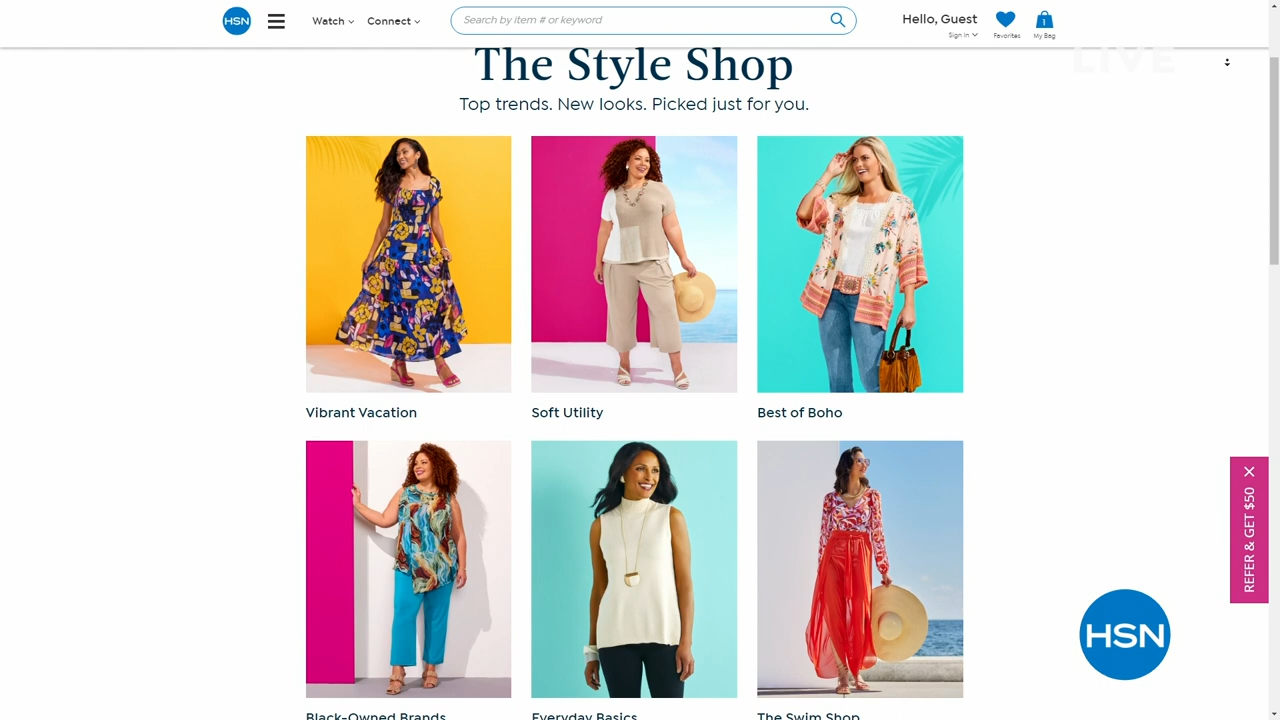 HSN
Watch
Connect
Search by item # or keyword
Hello, Guest
Sign In
Favorites
1
My Bag
LIVE
The Style Shop
Top trends. New looks. Picked just for you.
Vibrant Vacation
Soft Utility
Best of Boho
REFER & GET $50
HSN
Black-Owned Brands
Everyday Basics
The Swim Shop